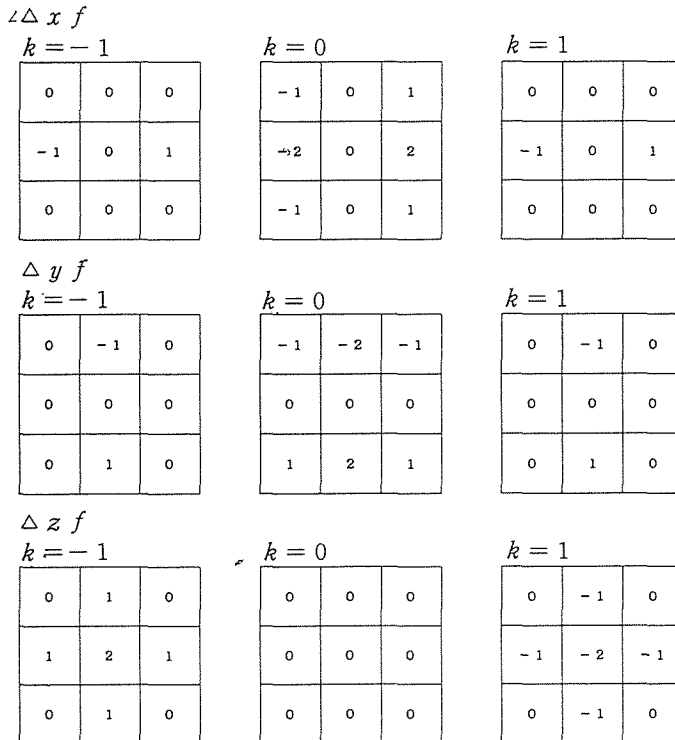 △ x f
k = − 1 k = 0 k = 1
0 0 0 − 1 0 1 0 0 0
− 1 0 1 − 2 0 2 − 1 0 1
0 0 0 − 1 0 1 0 0 0
△ y f
k = − 1 k = 0 k = 1
0 − 1 0 − 1 − 2 − 1 0 − 1 0
0 0 0 0 0 0 0 0 0
0 1 0 1 2 1 0 1 0
△ z f
k = − 1 k = 0 k = 1
0 1 0 0 0 0 0 − 1 0
1 2 1 0 0 0 − 1 − 2 − 1
0 1 0 0 0 0 0 − 1 0